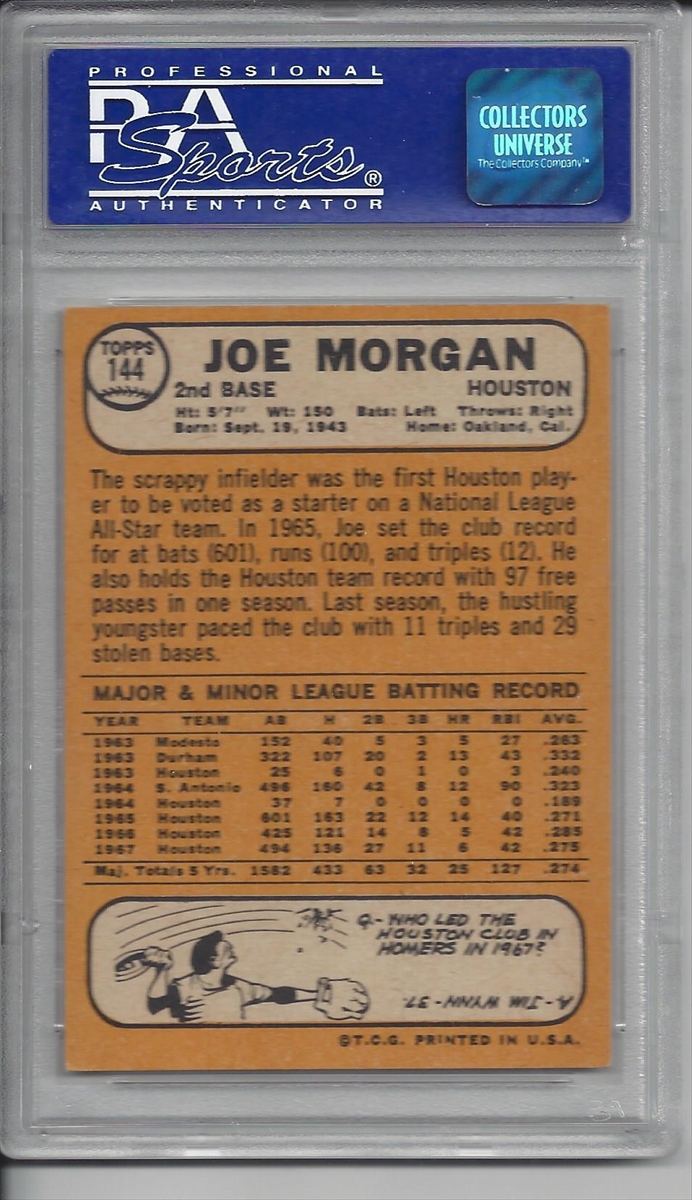 PROFESSIONAL
PSA
Sports®
AUTHENTICATOR
COLLECTORS
UNIVERSE
The Collectors Company™
TOPPS
144
JOE MORGAN
2nd BASE HOUSTON
Ht: 5'7" Wt: 150 Bats: Left Throws: Right
Born: Sept. 19, 1943 Home: Oakland, Cal.
The scrappy infielder was the first Houston play-
er to be voted as a starter on a National League
All-Star team. In 1965, Joe set the club record
for at bats (601), runs (100), and triples (12). He
also holds the Houston team record with 97 free
passes in one season. Last season, the hustling
youngster paced the club with 11 triples and 29
stolen bases.
MAJOR & MINOR LEAGUE BATTING RECORD
YEAR TEAM AB H 2B 3B HR RBI AVG.
1963 Modesto 152 40 5 3 5 27 .263
1963 Durham 322 107 20 2 13 43 .332
1963 Houston 25 6 0 1 0 3 .240
1964 S. Antonio 496 160 42 8 12 90 .323
1964 Houston 37 7 0 0 0 0 .189
1965 Houston 601 163 22 12 14 40 .271
1966 Houston 425 121 14 8 5 42 .285
1967 Houston 494 136 27 11 6 42 .275
Maj. Totals 5 Yrs. 1582 433 63 32 25 127 .274
Q.- WHO LED THE
HOUSTON CLUB IN
HOMERS IN 1967?
A- JIM WYNN - 37.
©T.C.G. PRINTED IN U.S.A.